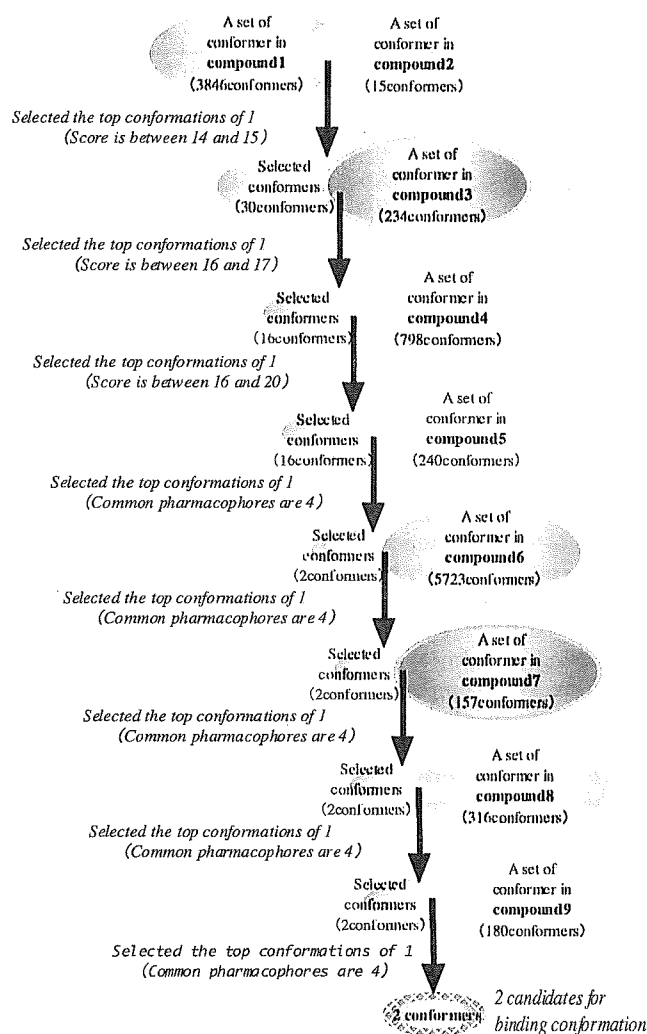 A set of
conformer in
compound1
(3846conformers)
A set of
conformer in
compound2
(15conformers)
Selected the top conformations of 1
(Score is between 14 and 15)
Selected
conformers
(30conformers)
A set of
conformer in
compound3
(234conformers)
Selected the top conformations of 1
(Score is between 16 and 17)
Selected
conformers
(16conformers)
A set of
conformer in
compound4
(798conformers)
Selected the top conformations of 1
(Score is between 16 and 20)
Selected
conformers
(16conformers)
A set of
conformer in
compound5
(240conformers)
Selected the top conformations of 1
(Common pharmacophores are 4)
Selected
conformers
(2conformers)
A set of
conformer in
compound6
(5723conformers)
Selected the top conformations of 1
(Common pharmacophores are 4)
Selected
conformers
(2conformers)
A set of
conformer in
compound7
(157conformers)
Selected the top conformations of 1
(Common pharmacophores are 4)
Selected
conformers
(2conformers)
A set of
conformer in
compound8
(316conformers)
Selected the top conformations of 1
(Common pharmacophores are 4)
Selected
conformers
(2conformers)
A set of
conformer in
compound9
(180conformers)
Selected the top conformations of 1
(Common pharmacophores are 4)
2 conformers
2 candidates for
binding conformation